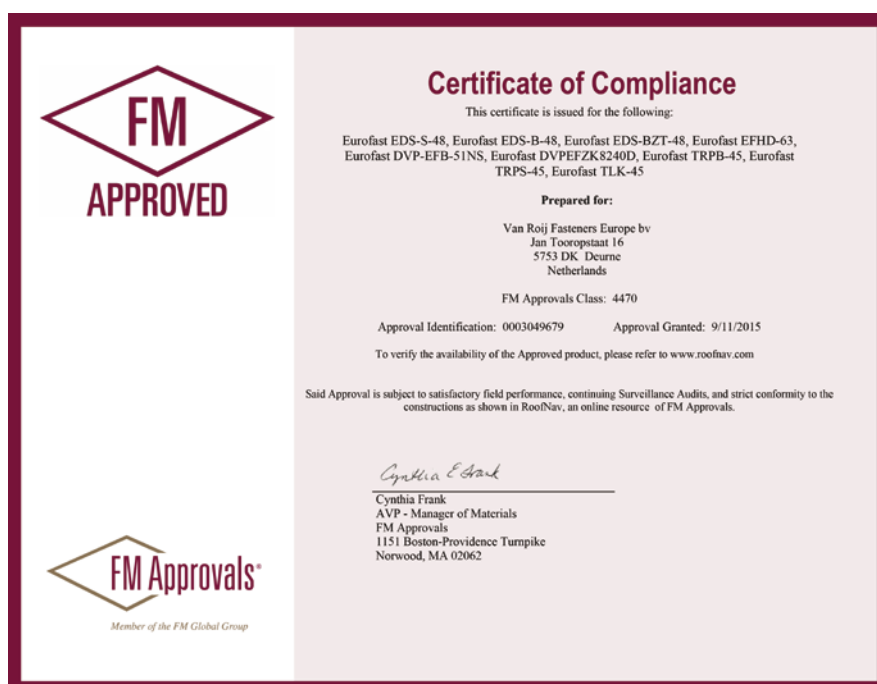 FM
APPROVED
Certificate of Compliance
This certificate is issued for the following:
Eurofast EDS-S-48, Eurofast EDS-B-48, Eurofast EDS-BZT-48, Eurofast EFHD-63,
Eurofast DVP-EFB-51NS, Eurofast DVPEFZK8240D, Eurofast TRPB-45, Eurofast
TRPS-45, Eurofast TLK-45
Prepared for:
Van Roij Fasteners Europe bv
Jan Tooropstaat 16
5753 DK Deurne
Netherlands
FM Approvals Class: 4470
Approval Identification: 0003049679 Approval Granted: 9/11/2015
To verify the availability of the Approved product, please refer to www.roofnav.com
Said Approval is subject to satisfactory field performance, continuing Surveillance Audits, and strict conformity to the
constructions as shown in RoofNav, an online resource of FM Approvals.
Cynthia E Frank
Cynthia Frank
AVP - Manager of Materials
FM Approvals
1151 Boston-Providence Turnpike
Norwood, MA 02062
FM Approvals®
Member of the FM Global Group